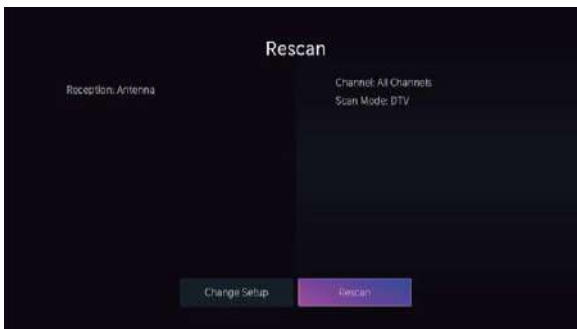 Rescan
Reception: Antenna
Channel: All Channels
Scan Mode: DTV
Change Setup
Rescan